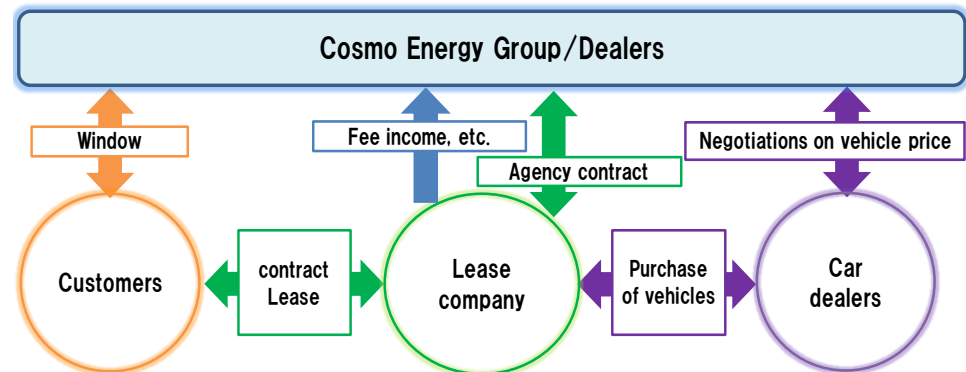 Cosmo Energy Group/Dealers
Window
Fee income, etc.
Negotiations on vehicle price
Agency contract
Customers
contract
Lease
Lease
company
Purchase
of vehicles
Car
dealers